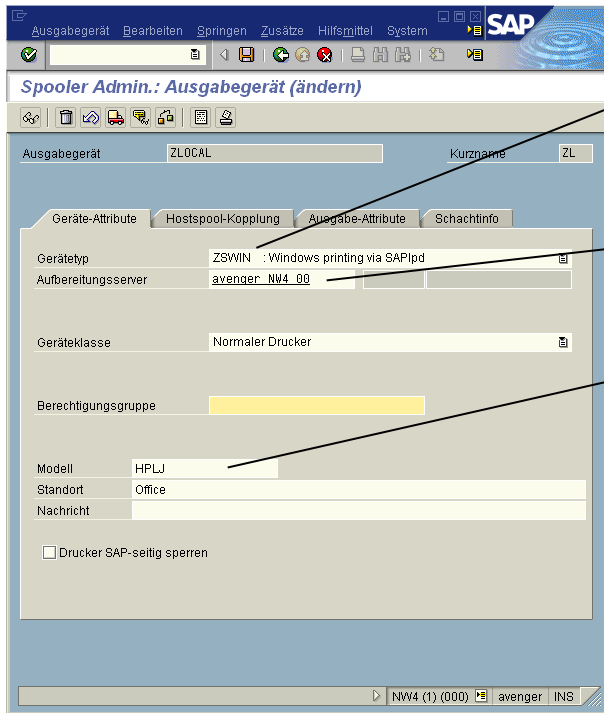 SAP
Ausgabegerät Bearbeiten Springen Zusätze Hilfsmittel System
Spooler Admin.: Ausgabegerät (ändern)
Ausgabegerät ZLOCAL Kurzname ZL
Geräte-Attribute Hostspool-Kopplung Ausgabe-Attribute Schachtinfo
Gerätetyp ZSWIN : Windows printing via SAPlpd
Aufbereitungsserver avenger_NW4_00
Geräteklasse Normaler Drucker
Berechtigungsgruppe
Modell HPLJ
Standort Office
Nachricht
Drucker SAP-seitig sperren
NW4 (1) (000) avenger INS